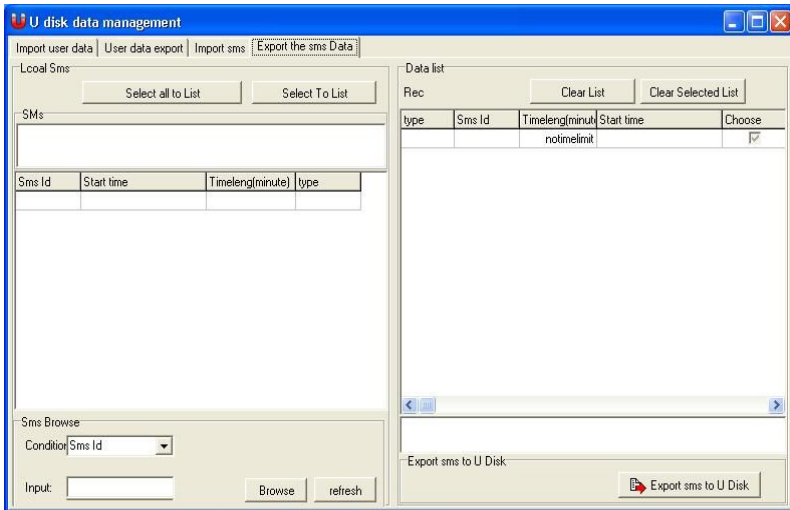 U disk data management
Import user data User data export Import sms Export the sms Data
Lcoal Sms
Select all to List Select To List
SMs
Sms Id Start time Timeleng(minute) type
Sms Browse
Condition Sms Id
Input:
Browse refresh
Data list
Rec Clear List Clear Selected List
type Sms Id Timeleng(minute Start time Choose
notimelimit
Export sms to U Disk
Export sms to U Disk